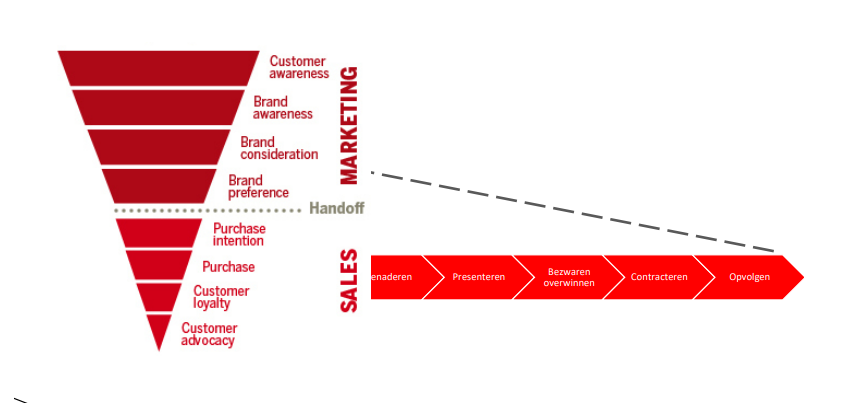 Customer
awareness
Brand
awareness
Brand
consideration
Brand
preference
MARKETING
Handoff
Purchase
intention
Purchase
Customer
loyalty
Customer
advocacy
SALES
enaderen
Presenteren
Bezwaren
overwinnen
Contracteren
Opvolgen